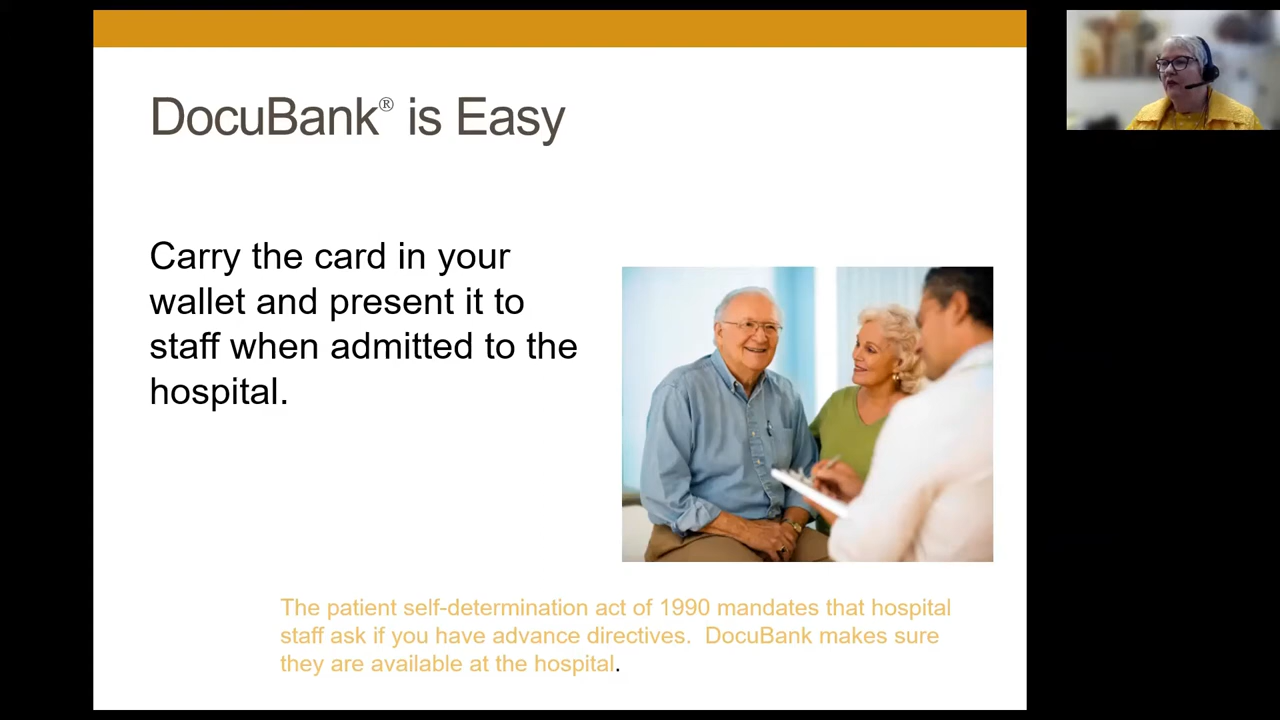 DocuBank® is Easy
Carry the card in your
wallet and present it to
staff when admitted to the
hospital.
The patient self-determination act of 1990 mandates that hospital
staff ask if you have advance directives.  DocuBank makes sure
they are available at the hospital.